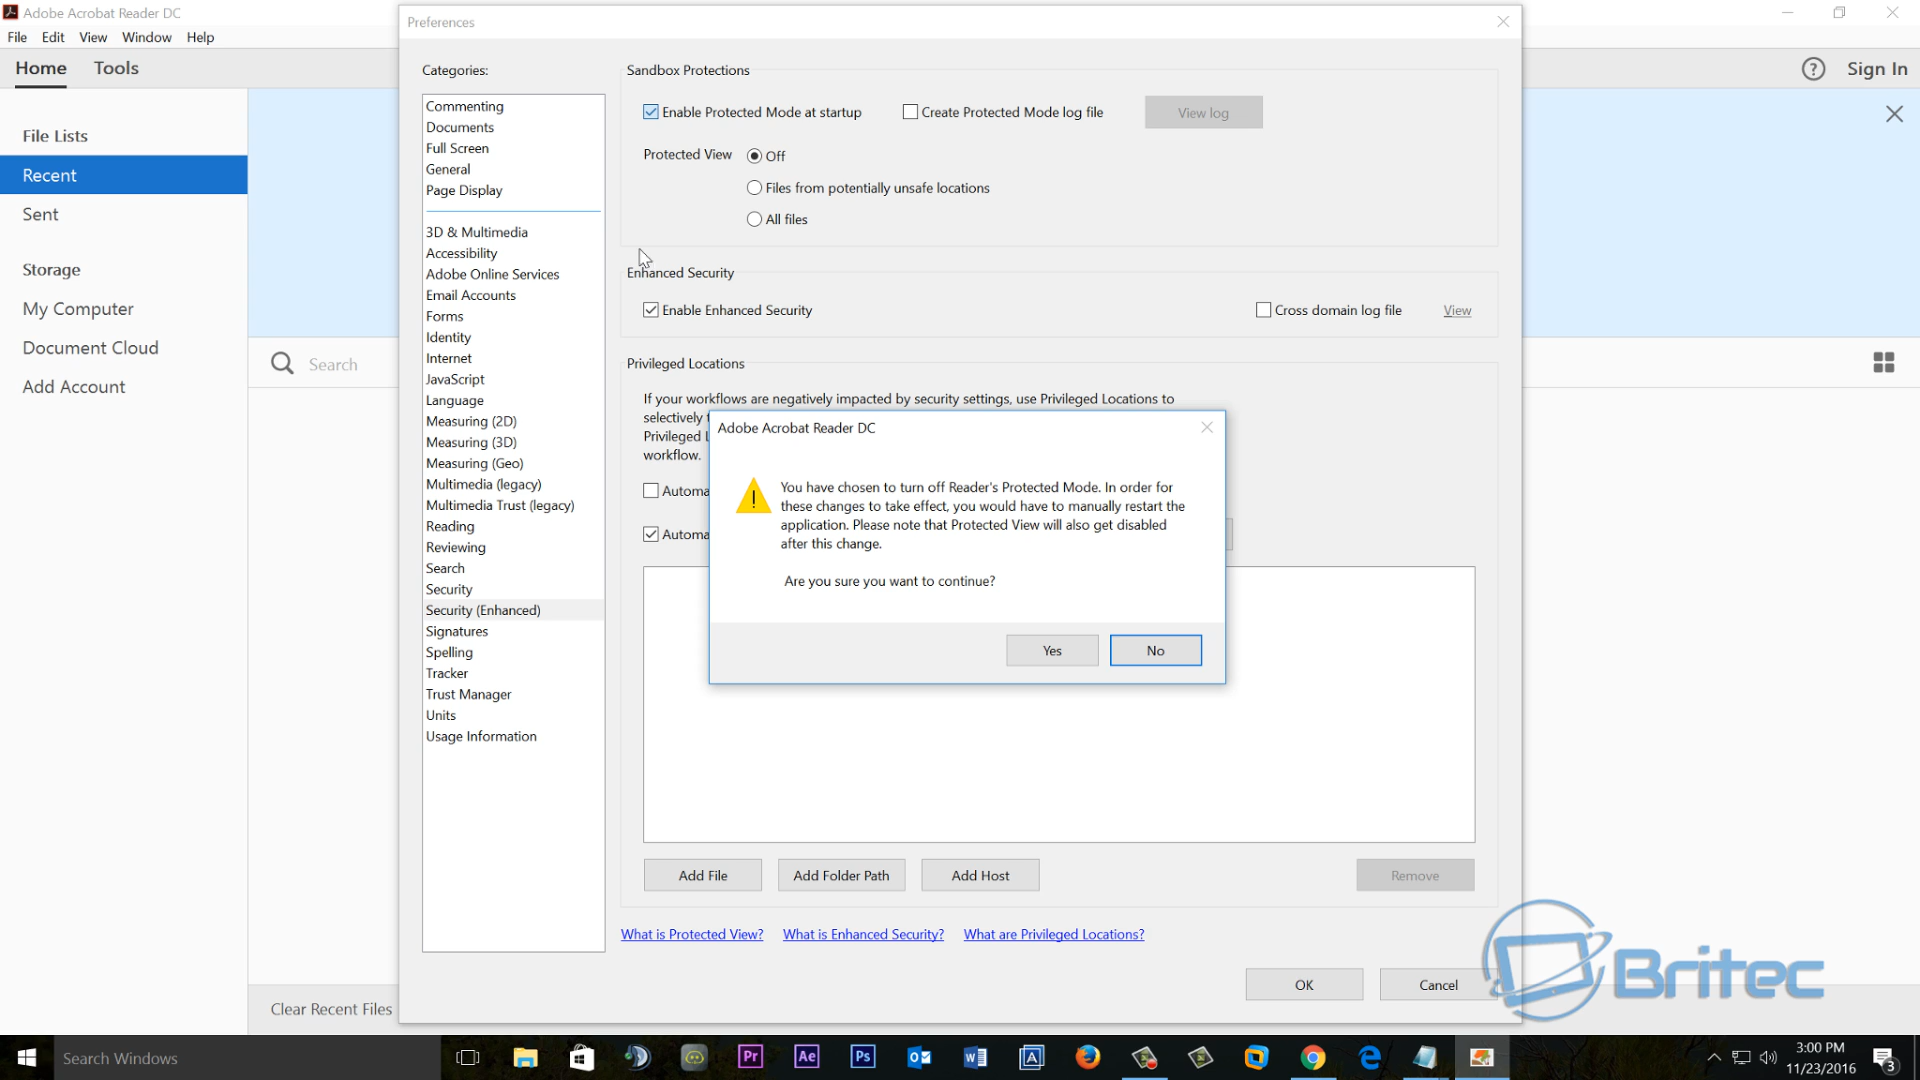 Adobe Acrobat Reader DC
File Edit View Window Help
Home Tools
Sign In
File Lists
Recent
Sent
Storage
My Computer
Document Cloud
Add Account
Search
Clear Recent Files
Preferences
Categories:
Commenting
Documents
Full Screen
General
Page Display
3D & Multimedia
Accessibility
Adobe Online Services
Email Accounts
Forms
Identity
Internet
JavaScript
Language
Measuring (2D)
Measuring (3D)
Measuring (Geo)
Multimedia (legacy)
Multimedia Trust (legacy)
Reading
Reviewing
Search
Security
Security (Enhanced)
Signatures
Spelling
Tracker
Trust Manager
Units
Usage Information
Sandbox Protections
Enable Protected Mode at startup Create Protected Mode log file View log
Protected View Off
Files from potentially unsafe locations
All files
Enhanced Security
Enable Enhanced Security Cross domain log file View
Privileged Locations
If your workflows are negatively impacted by security settings, use Privileged Locations to
selectively
Privileged L
workflow.
Automa
Automa
Adobe Acrobat Reader DC
You have chosen to turn off Reader's Protected Mode. In order for
these changes to take effect, you would have to manually restart the
application. Please note that Protected View will also get disabled
after this change.
Are you sure you want to continue?
Yes No
Add File Add Folder Path Add Host Remove
What is Protected View? What is Enhanced Security? What are Privileged Locations?
OK Cancel
Britec
Search Windows
Pr Ae Ps
3:00 PM
11/23/2016
3